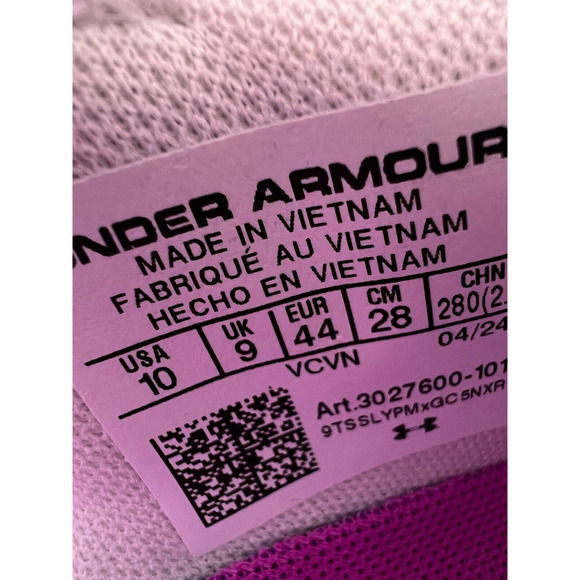 UNDER ARMOUR
MADE IN VIETNAM
FABRIQUÉ AU VIETNAM
HECHO EN VIETNAM
USA UK EUR CM CHN
10 9 44 28 280(2.
VCVN 04/24
Art.3027600-101
9TSSLYPMxGC5NXR